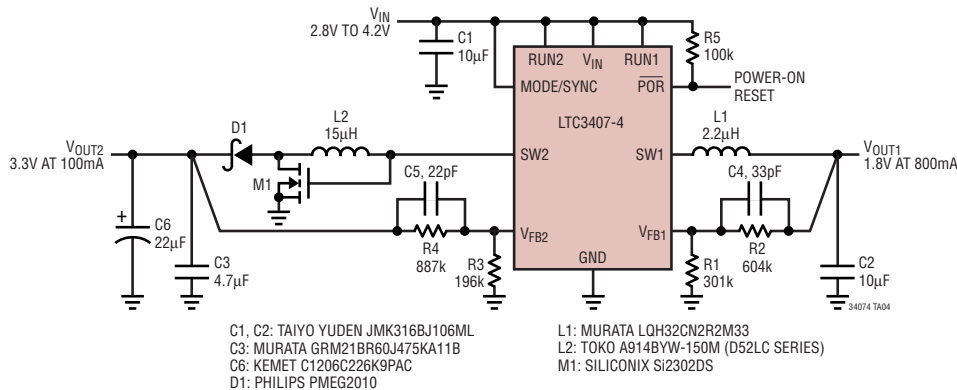 VIN
2.8V TO 4.2V
C1
10µF
RUN2
VIN
RUN1
R5
100k
MODE/SYNC
POR
POWER-ON
RESET
LTC3407-4
VOUT2
3.3V AT 100mA
D1
L2
15µH
SW2
SW1
L1
2.2µH
VOUT1
1.8V AT 800mA
M1
C5, 22pF
C4, 33pF
+
C6
22µF
C3
4.7µF
R4
887k
VFB2
VFB1
R2
604k
R3
196k
GND
R1
301k
C2
10µF
34074 TA04
C1, C2: TAIYO YUDEN JMK316BJ106ML
C3: MURATA GRM21BR60J475KA11B
C6: KEMET C1206C226K9PAC
D1: PHILIPS PMEG2010
L1: MURATA LQH32CN2R2M33
L2: TOKO A914BYW-150M (D52LC SERIES)
M1: SILICONIX Si2302DS